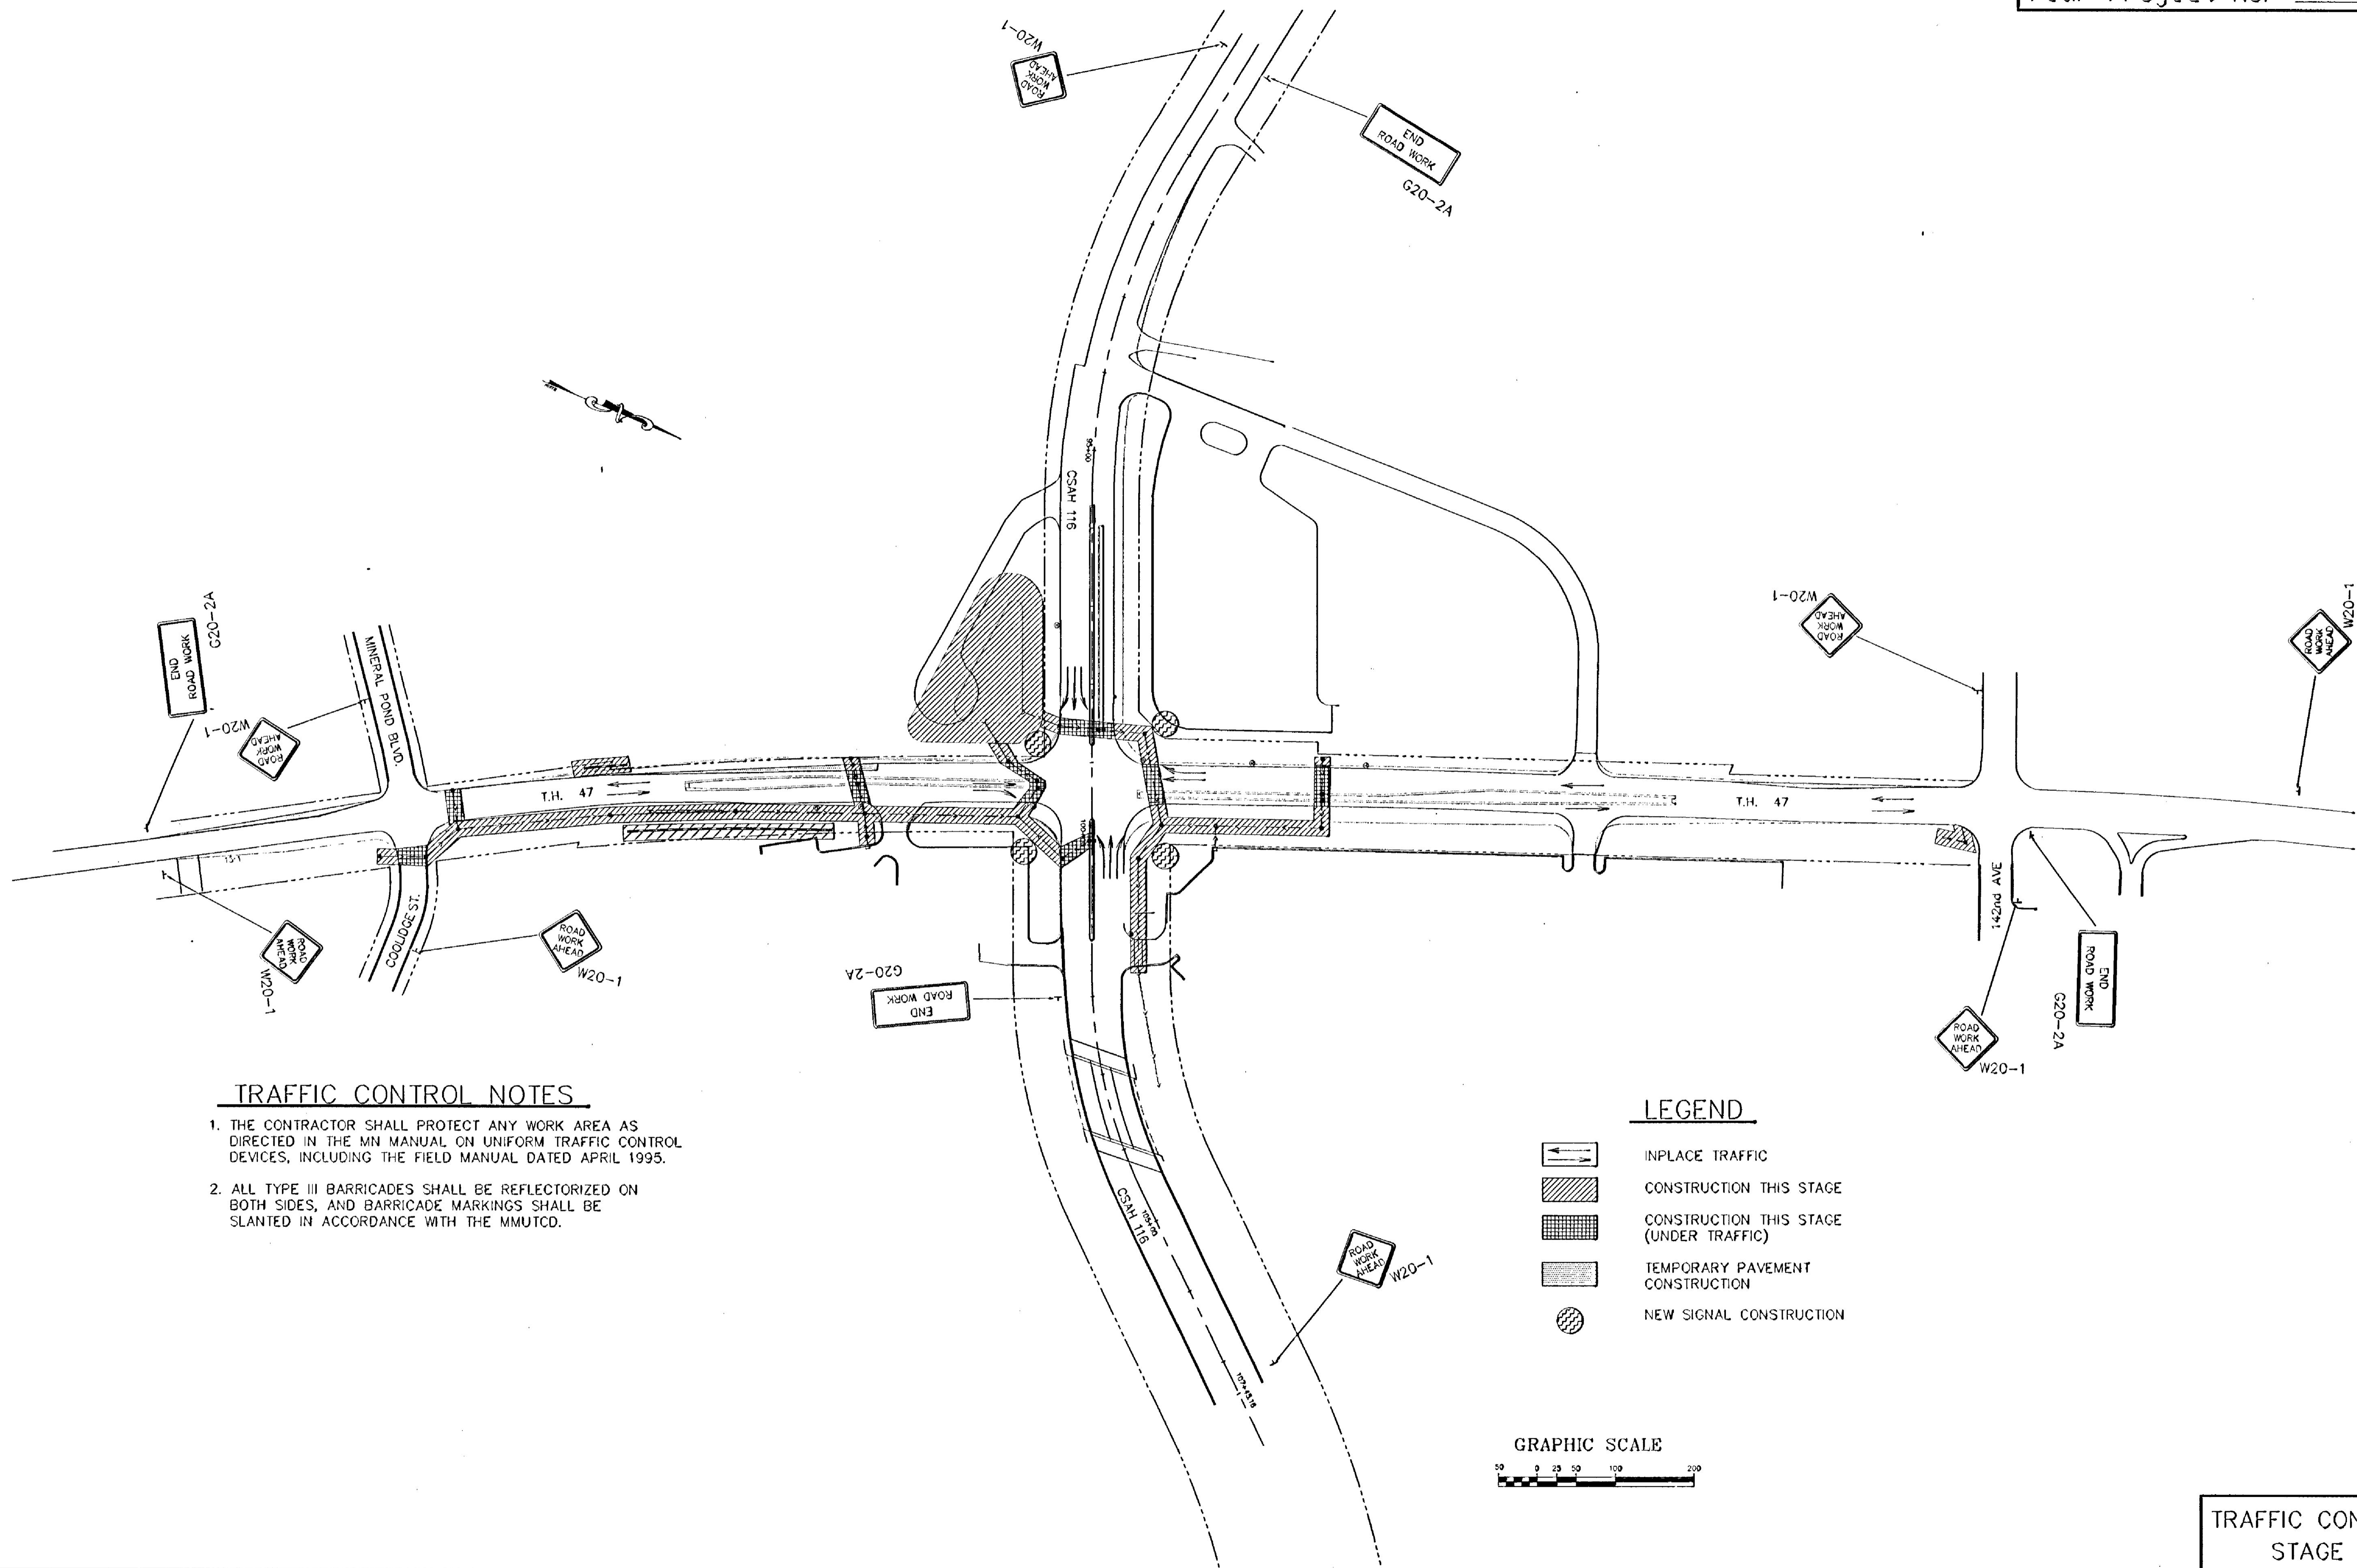 W20-1
ROAD
WORK
AHEAD
END
ROAD WORK
G20-2A
95+00
CSAH 116
END
ROAD WORK
G20-2A
MINERAL POND BLVD.
W20-1
ROAD
WORK
AHEAD
W20-1
ROAD
WORK
AHEAD
W20-1
ROAD
WORK
AHEAD
T.H. 47
T.H. 47
COOLIDGE ST.
ROAD
WORK
AHEAD
W20-1
ROAD
WORK
AHEAD
W20-1
G20-2A
END
ROAD WORK
142nd AVE
END
ROAD WORK
G20-2A
ROAD
WORK
AHEAD
W20-1
CSAH 116
105+00
ROAD
WORK
AHEAD
W20-1
TRAFFIC CONTROL NOTES
1. THE CONTRACTOR SHALL PROTECT ANY WORK AREA AS
DIRECTED IN THE MN MANUAL ON UNIFORM TRAFFIC CONTROL
DEVICES, INCLUDING THE FIELD MANUAL DATED APRIL 1995.
2. ALL TYPE III BARRICADES SHALL BE REFLECTORIZED ON
BOTH SIDES, AND BARRICADE MARKINGS SHALL BE
SLANTED IN ACCORDANCE WITH THE MMUTCD.
LEGEND
INPLACE TRAFFIC
CONSTRUCTION THIS STAGE
CONSTRUCTION THIS STAGE
(UNDER TRAFFIC)
TEMPORARY PAVEMENT
CONSTRUCTION
NEW SIGNAL CONSTRUCTION
GRAPHIC SCALE
50 0 25 50 100 200
TRAFFIC CON
STAGE